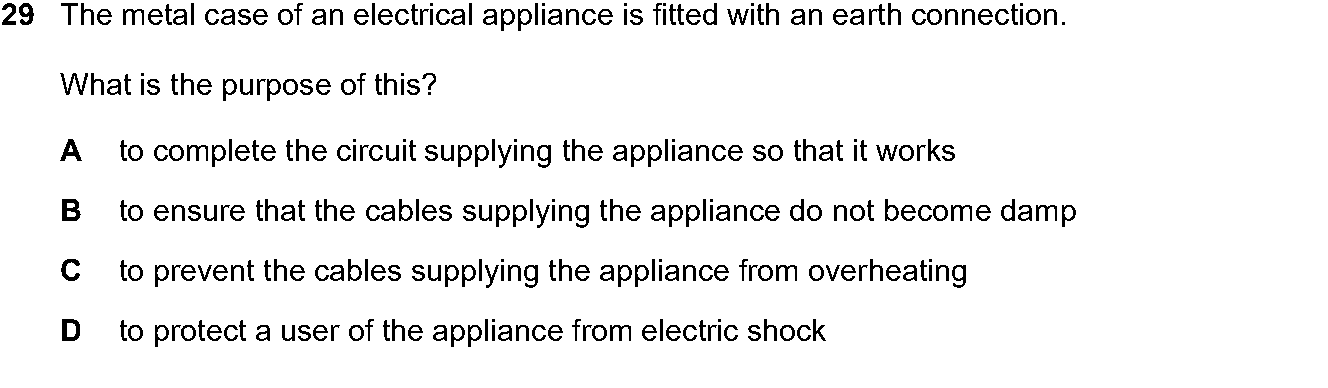 29 The metal case of an electrical appliance is fitted with an earth connection.
What is the purpose of this?
A to complete the circuit supplying the appliance so that it works
B to ensure that the cables supplying the appliance do not become damp
C to prevent the cables supplying the appliance from overheating
D to protect a user of the appliance from electric shock